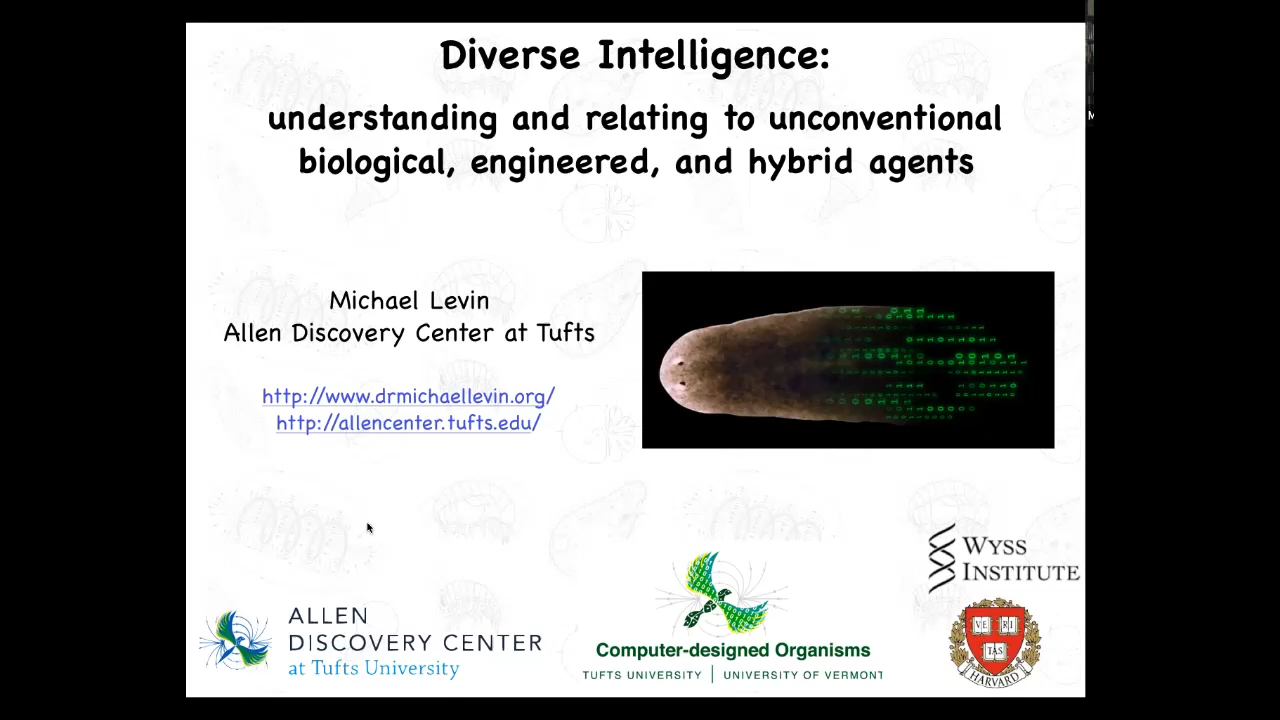 Diverse Intelligence:
understanding and relating to unconventional
biological, engineered, and hybrid agents
Michael Levin
Allen Discovery Center at Tufts
http://www.drmichaellevin.org/
http://allencenter.tufts.edu/
WYSS
INSTITUTE
ALLEN
DISCOVERY CENTER
at Tufts University
Computer-designed Organisms
TUFTS UNIVERSITY | UNIVERSITY OF VERMONT
VE RI
TAS
HARVARD
M